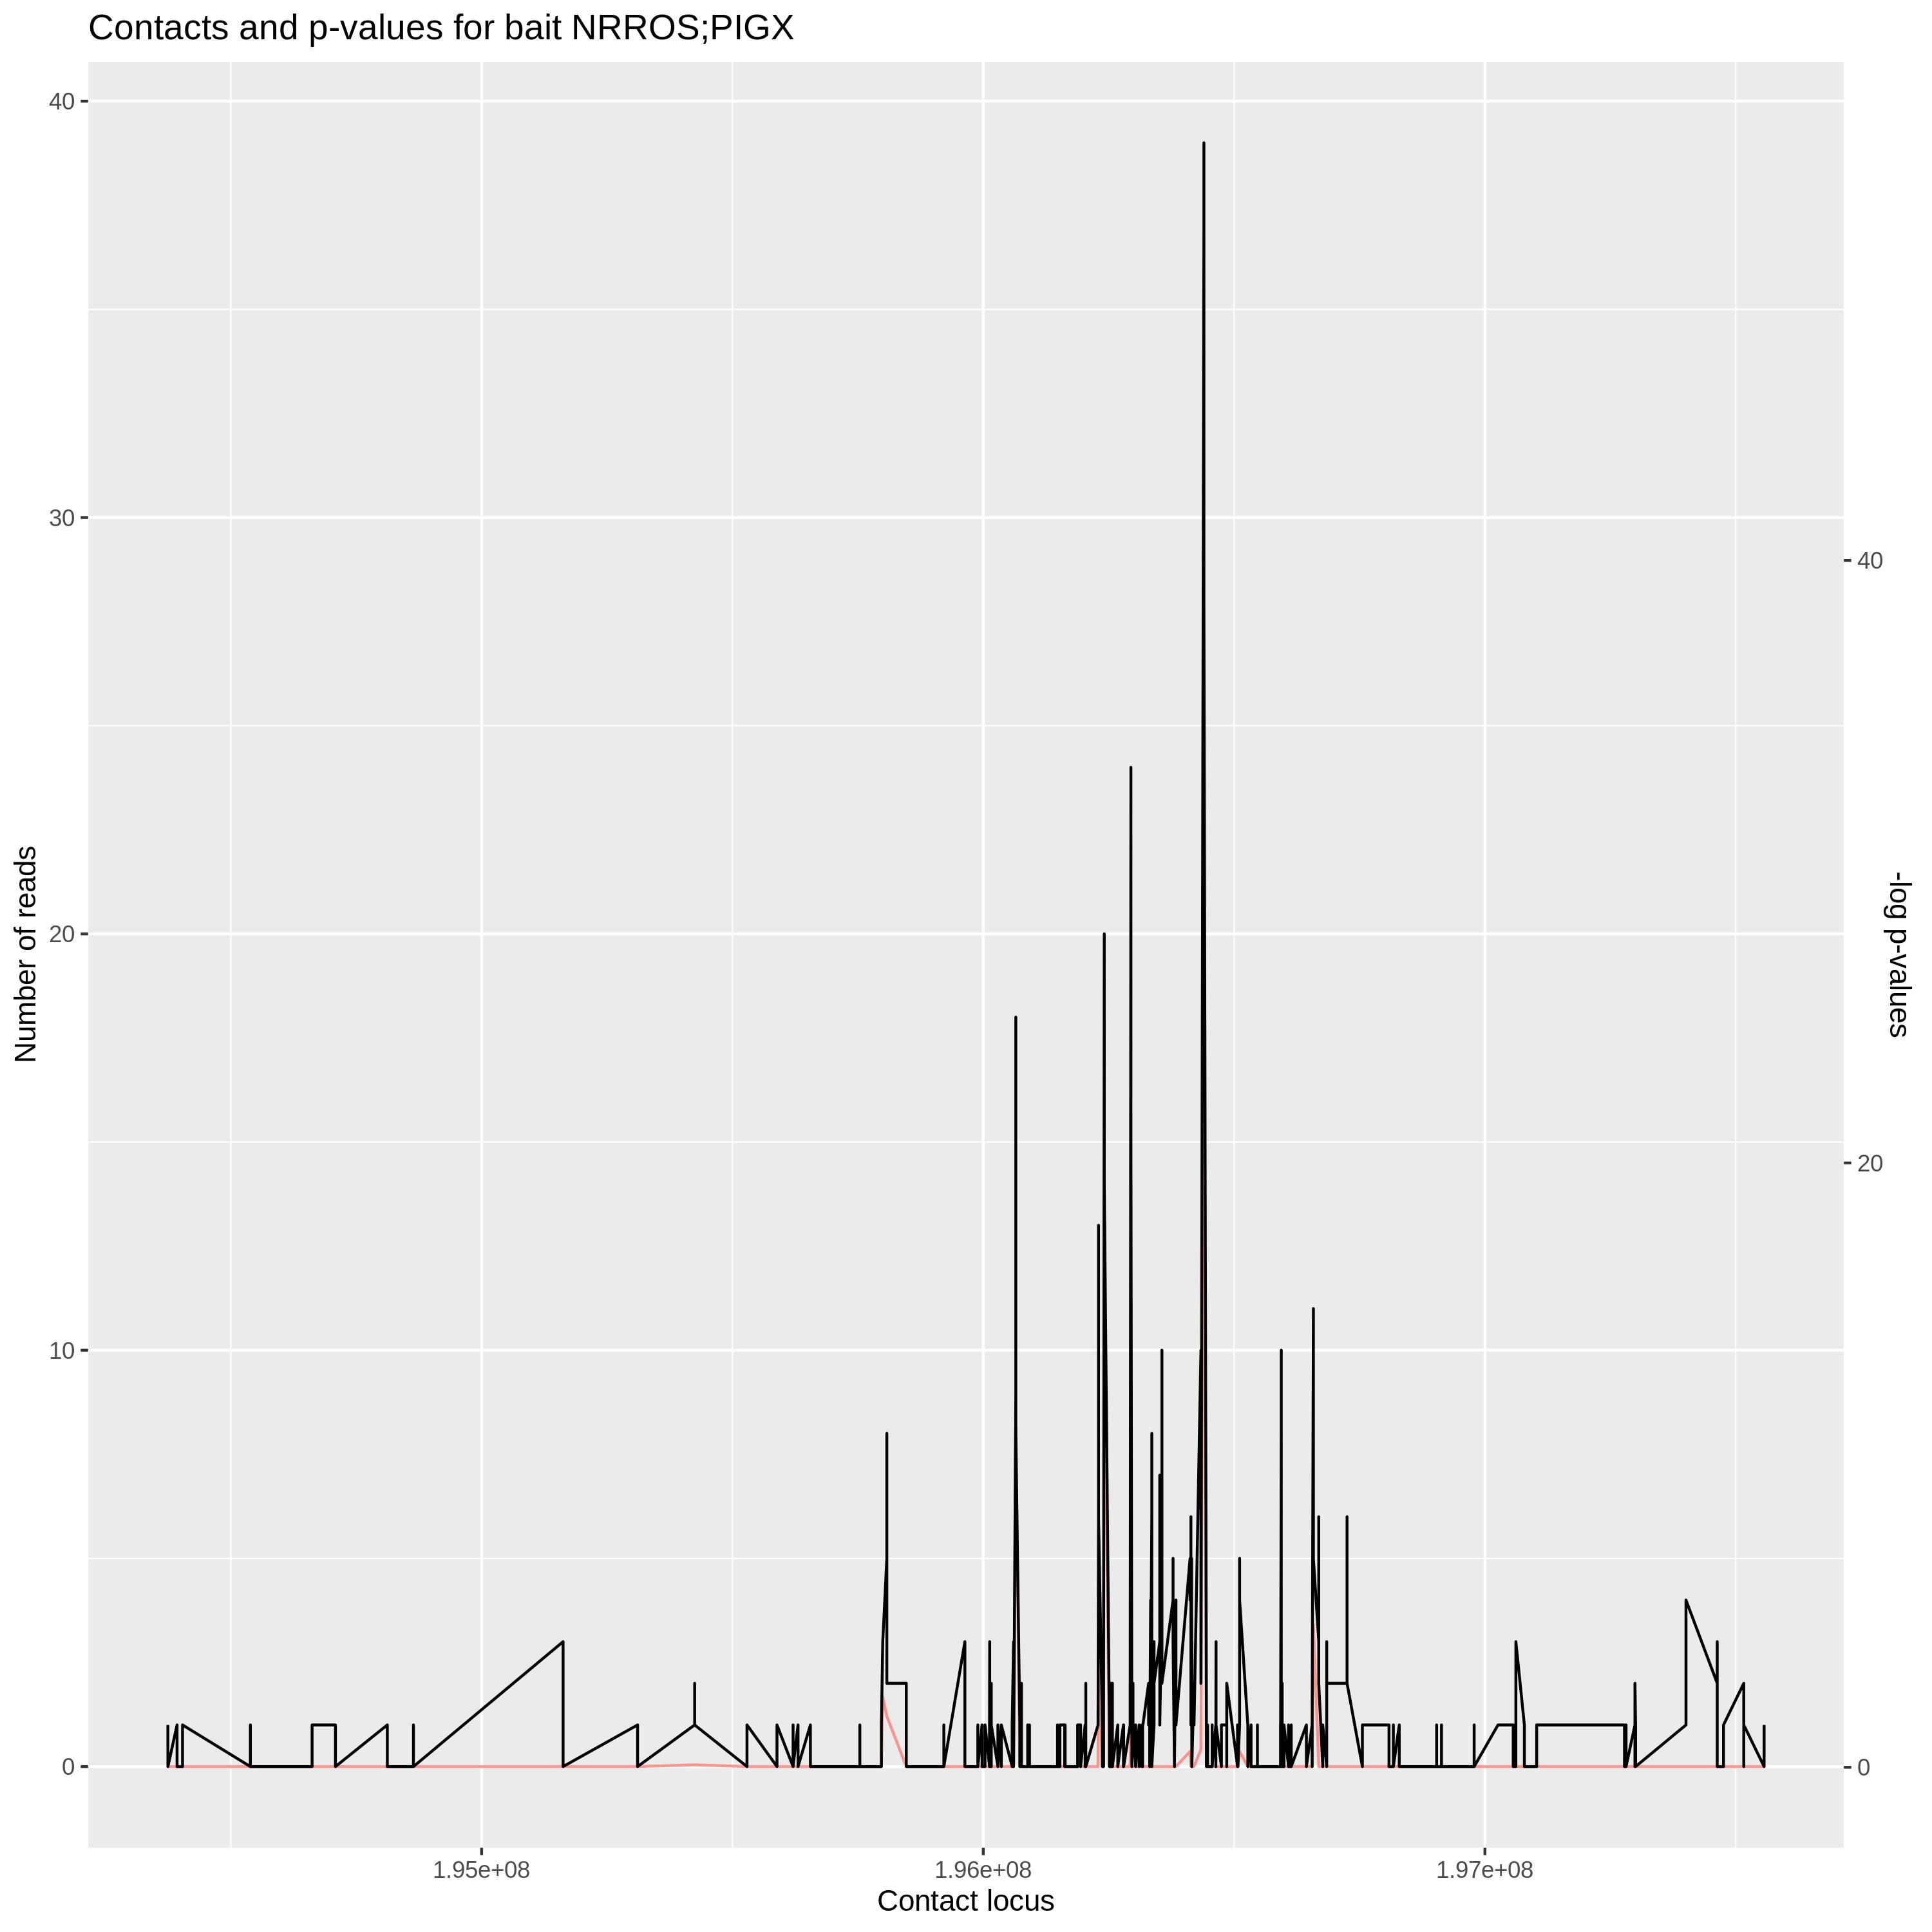 Contacts and p-values for bait NRROS;PIGX
40
30
20
10
0
Number of reads
40
20
0
-log p-values
1.95e+08
1.96e+08
1.97e+08
Contact locus